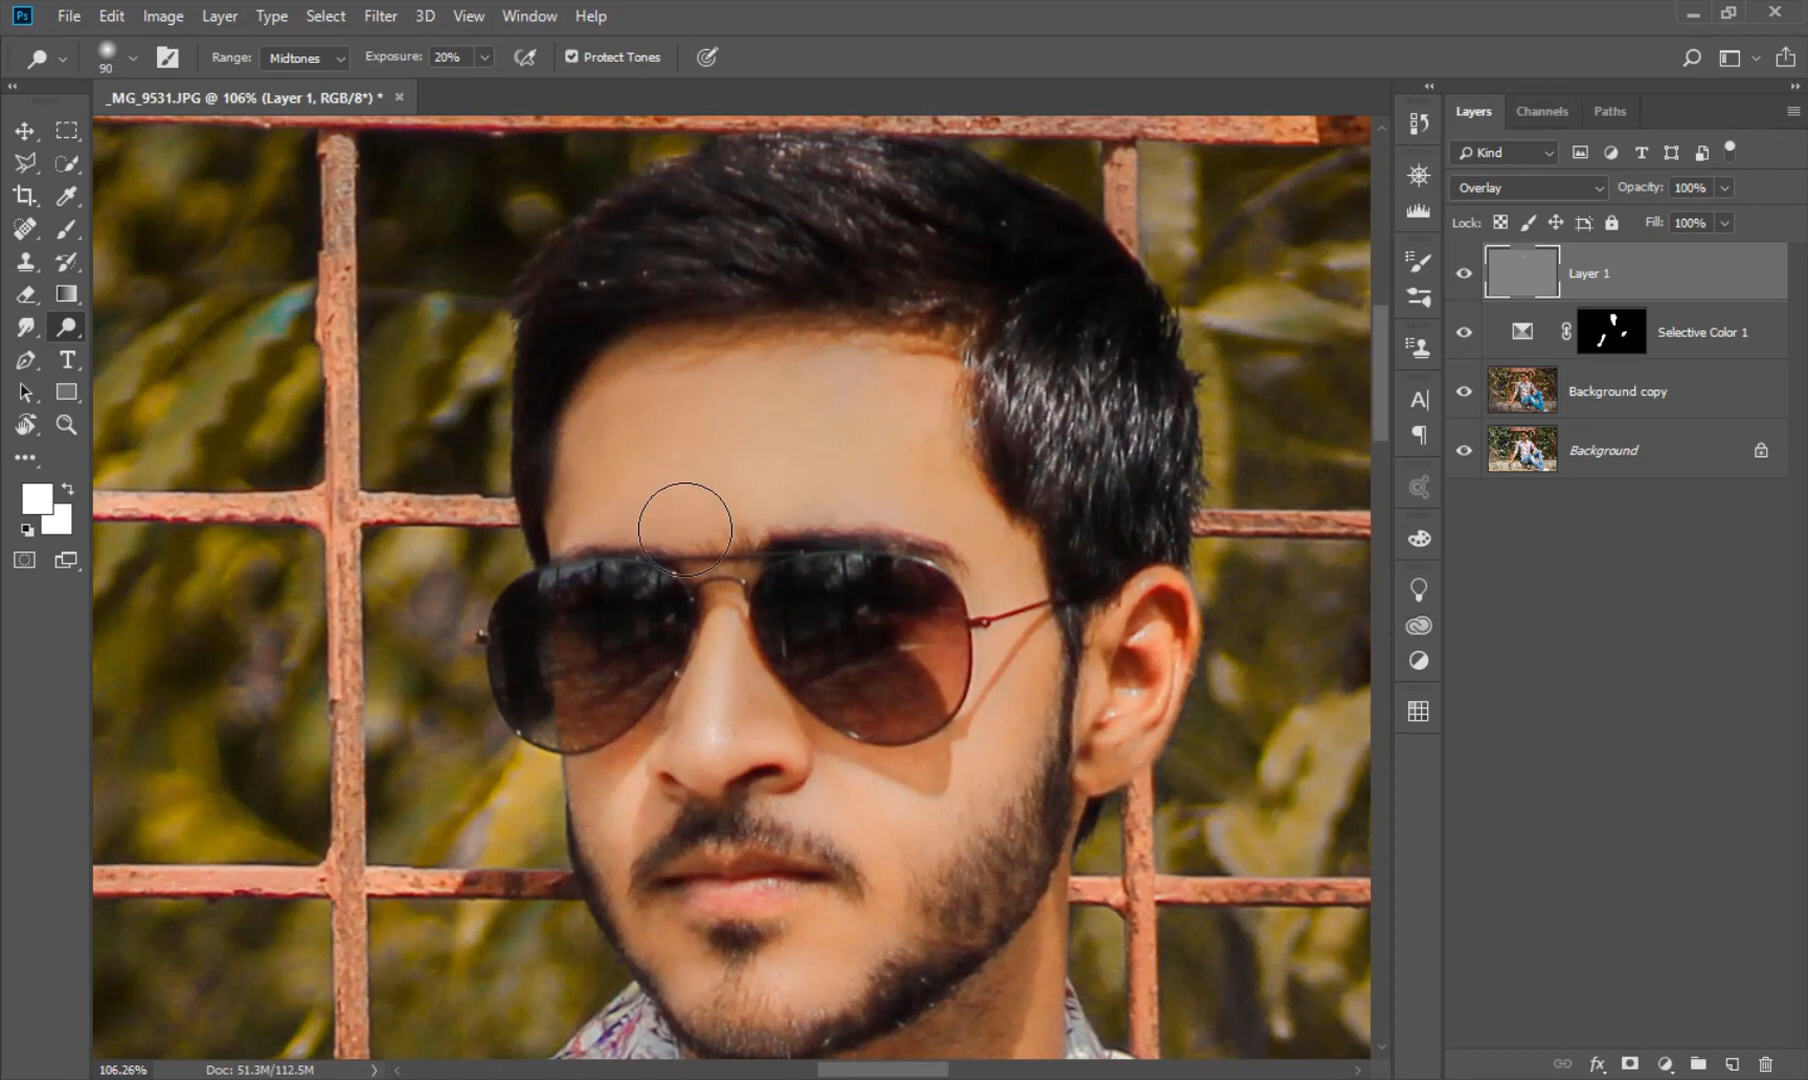 Ps File Edit Image Layer Type Select Filter 3D View Window Help
90 Range: Midtones Exposure: 20% Protect Tones
_MG_9531.JPG @ 106% (Layer 1, RGB/8*) *
Layers Channels Paths
Kind
Overlay Opacity: 100%
Lock: Fill: 100%
Layer 1
Selective Color 1
Background copy
Background
106.26% Doc: 51.3M/112.5M